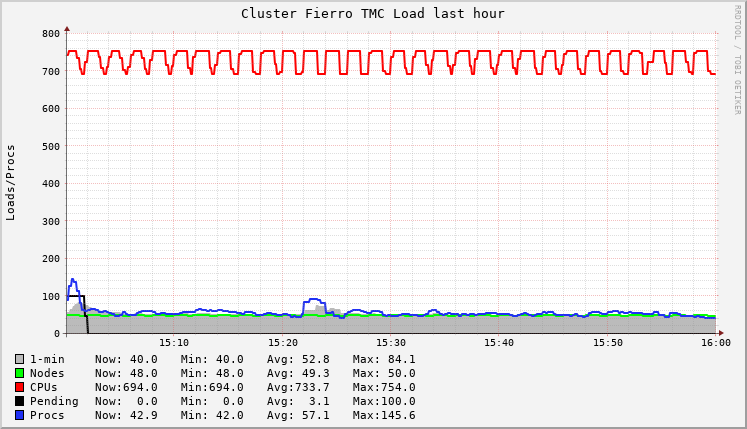 Cluster Fierro TMC Load last hour
RRDTOOL / TOBI OETIKER
Loads/Procs
800
700
600
500
400
300
200
100
0
15:10 15:20 15:30 15:40 15:50 16:00
1-min Now: 40.0 Min: 40.0 Avg: 52.8 Max: 84.1
Nodes Now: 48.0 Min: 48.0 Avg: 49.3 Max: 50.0
CPUs Now:694.0 Min:694.0 Avg:733.7 Max:754.0
Pending Now: 0.0 Min: 0.0 Avg: 3.1 Max:100.0
Procs Now: 42.9 Min: 42.0 Avg: 57.1 Max:145.6